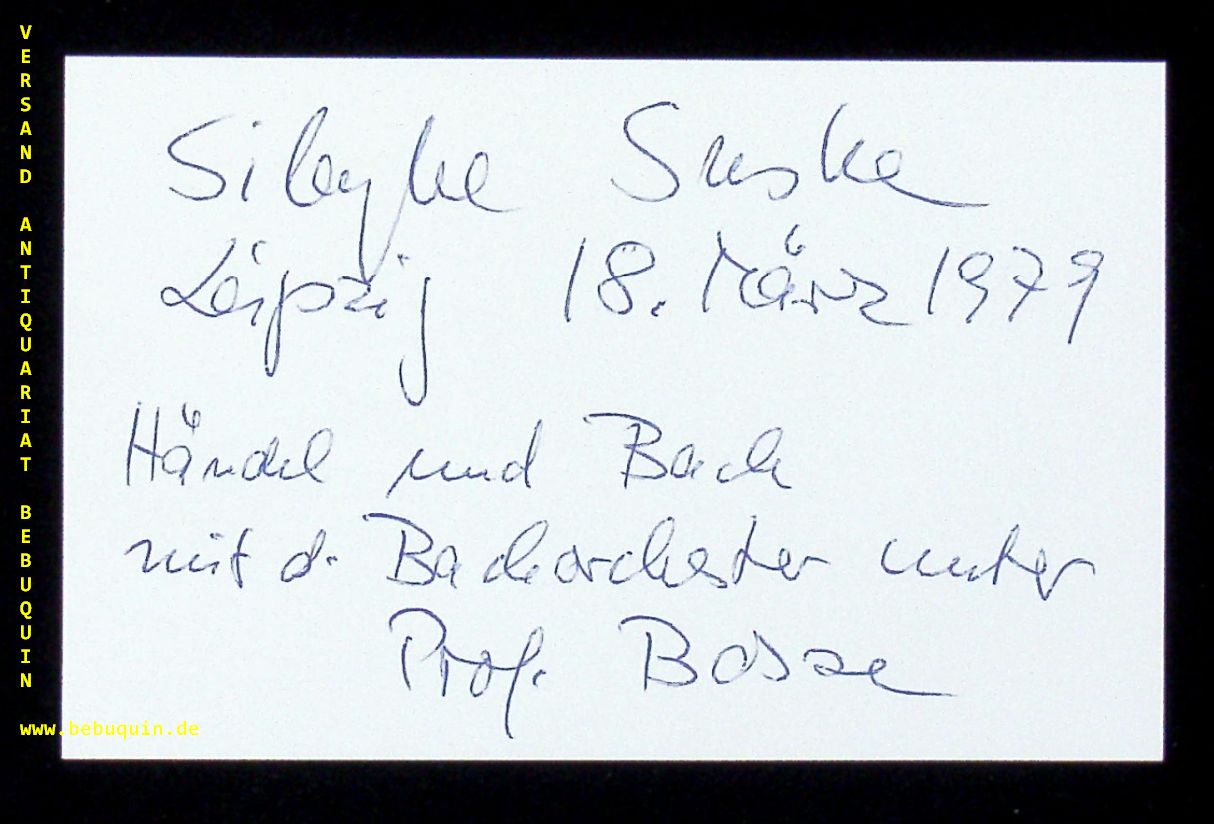 Sibylle Suske
Leipzig 18. März 1979
Händel und Bach
mit d. Bachorchester unter
Prof. Bosse
VERSAND ANTIQUARIAT BEBUQUIN
www.bebuquin.de